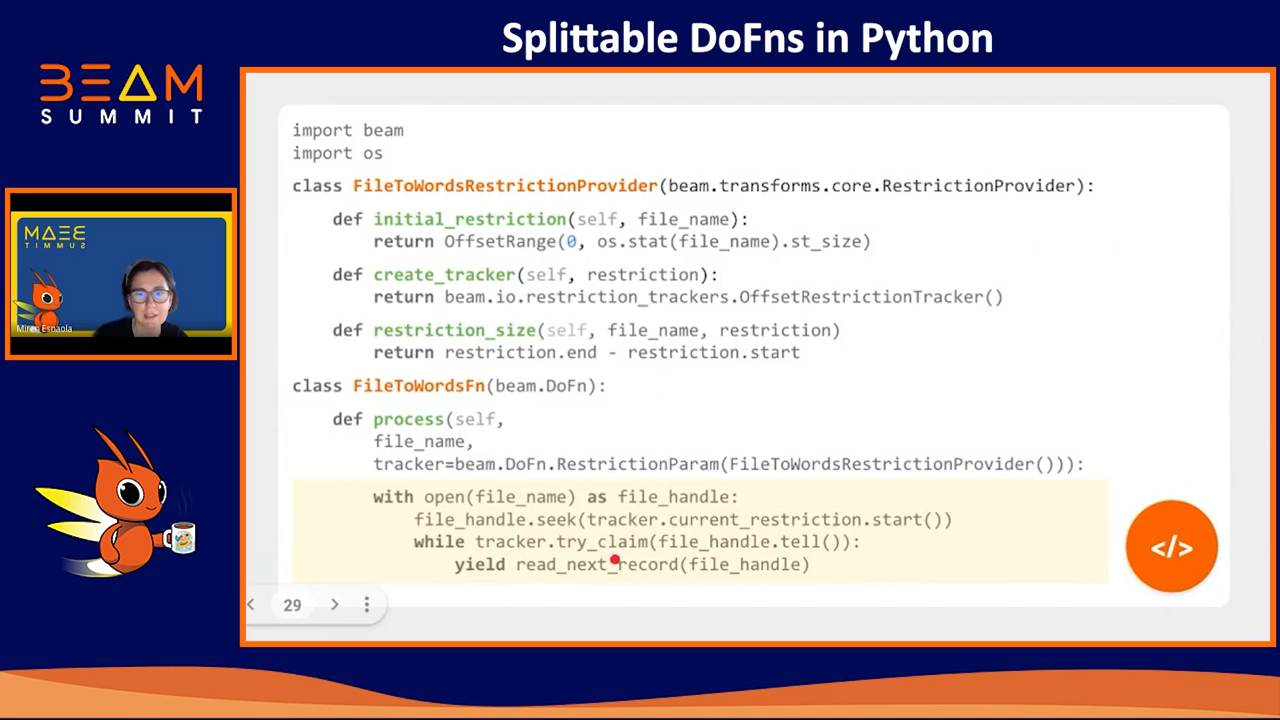 Splittable DoFns in Python
BEAM
SUMMIT
import beam
import os
class FileToWordsRestrictionProvider(beam.transforms.core.RestrictionProvider):
def initial_restriction(self, file_name):
return OffsetRange(0, os.stat(file_name).st_size)
def create_tracker(self, restriction):
return beam.io.restriction_trackers.OffsetRestrictionTracker()
def restriction_size(self, file_name, restriction)
return restriction.end - restriction.start
class FileToWordsFn(beam.DoFn):
def process(self,
file_name,
tracker=beam.DoFn.RestrictionParam(FileToWordsRestrictionProvider())):
with open(file_name) as file_handle:
file_handle.seek(tracker.current_restriction.start())
while tracker.try_claim(file_handle.tell()):
yield read_next_record(file_handle)
</>
29
Miren Esnaola